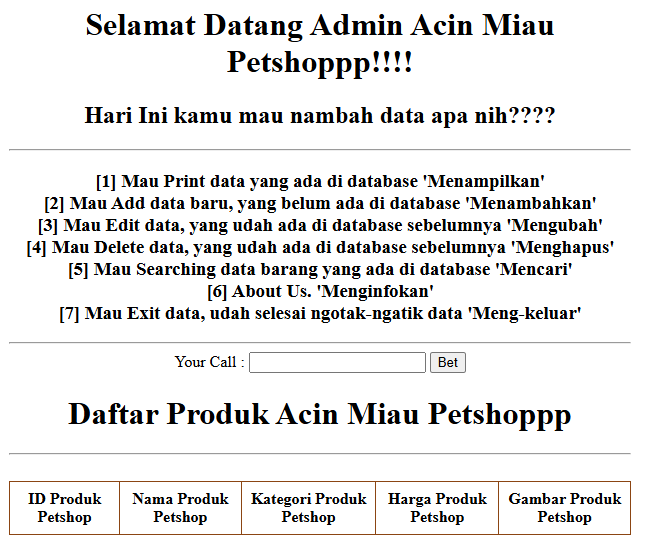 Selamat Datang Admin Acin Miau
Petshoppp!!!!
Hari Ini kamu mau nambah data apa nih????
[1] Mau Print data yang ada di database 'Menampilkan'
[2] Mau Add data baru, yang belum ada di database 'Menambahkan'
[3] Mau Edit data, yang udah ada di database sebelumnya 'Mengubah'
[4] Mau Delete data, yang udah ada di database sebelumnya 'Menghapus'
[5] Mau Searching data barang yang ada di database 'Mencari'
[6] About Us. 'Menginfokan'
[7] Mau Exit data, udah selesai ngotak-ngatik data 'Meng-keluar'
Your Call : Bet
Daftar Produk Acin Miau Petshoppp
ID Produk Petshop
Nama Produk Petshop
Kategori Produk Petshop
Harga Produk Petshop
Gambar Produk Petshop